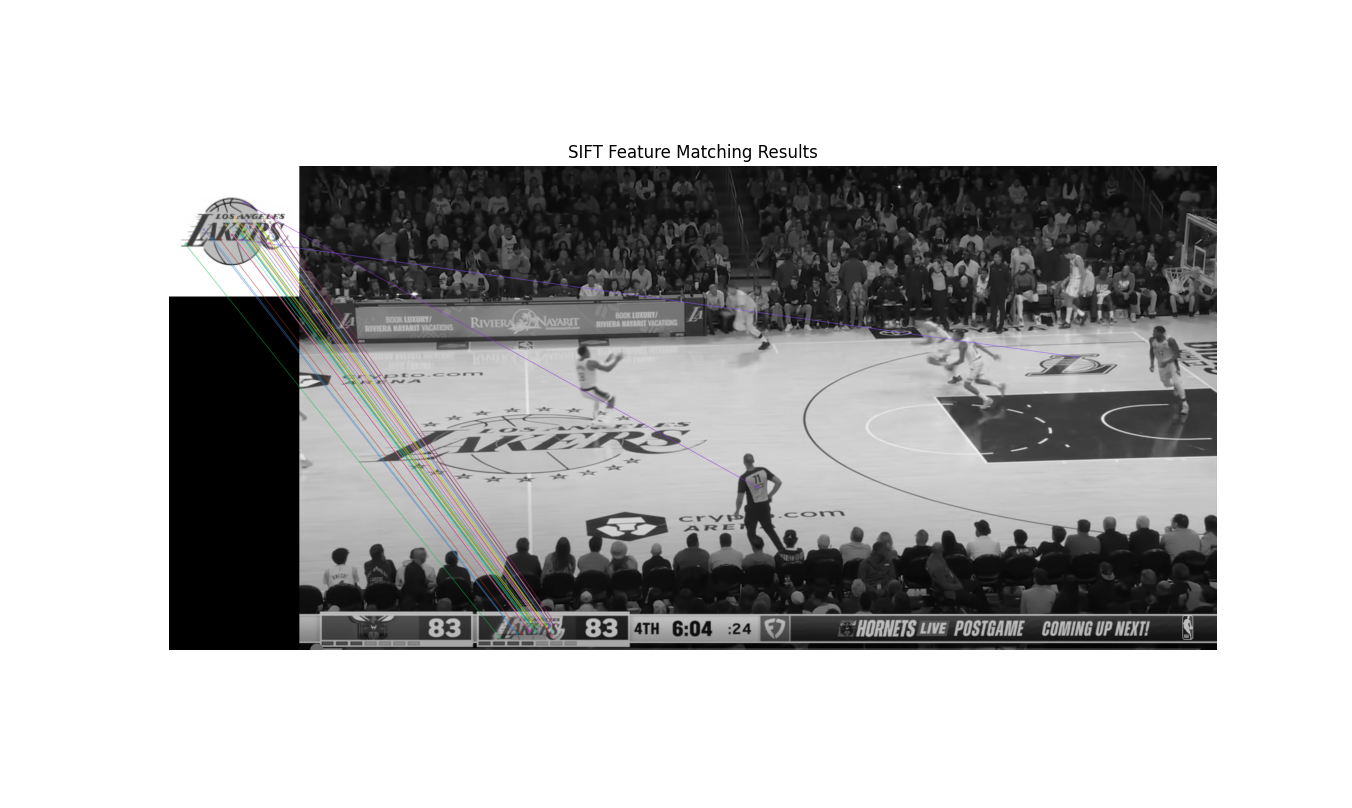 SIFT Feature Matching Results
LOS ANGELES
LAKERS
BOOK LUXURY/
RIVIERA NAYARIT VACATIONS
RIVIERA NAYARIT
BOOK LUXURY/
RIVIERA NAYARIT VACATIONS
LA
crypto.com
ARENA
LOS ANGELES
LAKERS
L
71
crypto.com
83
LAKERS
83
4TH 6:04 :24
HORNETS LIVE POSTGAME COMING UP NEXT!